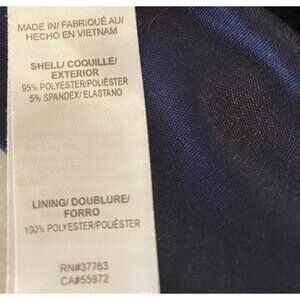 MADE IN/ FABRIQUÉ AU/
HECHO EN VIETNAM
SHELL/ COQUILLE/
EXTERIOR
95% POLYESTER/POLIÉSTER
5% SPANDEX/ ELASTANO
LINING/ DOUBLURE/
FORRO
100% POLYESTER/POLIÉSTER
RN#37763
CA#55972